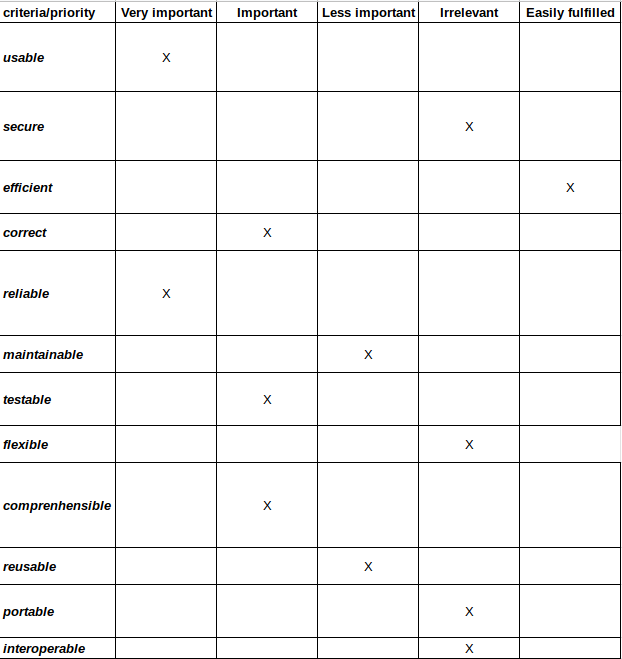 criteria/priority Very important Important Less important Irrelevant Easily fulfilled
usable X
secure X
efficient X
correct X
reliable X
maintainable X
testable X
flexible X
comprenhensible X
reusable X
portable X
interoperable X